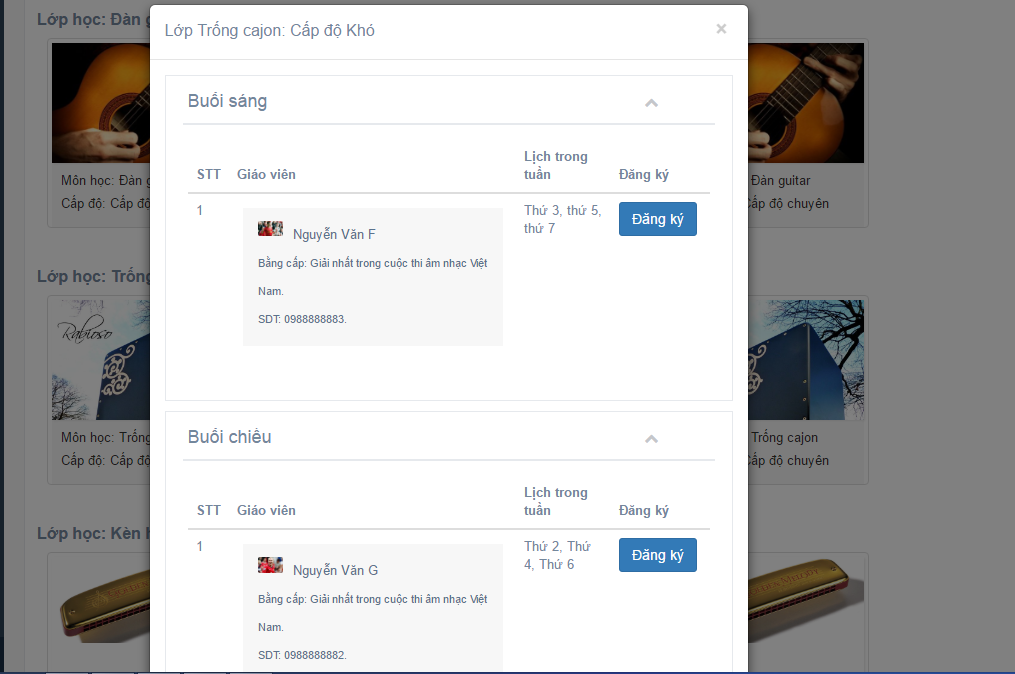 Lớp học: Đàn g
Lớp Trống cajon: Cấp độ Khó
×
Buổi sáng
STT Giáo viên Lịch trong tuần Đăng ký
1
Nguyễn Văn F
Bằng cấp: Giải nhất trong cuộc thi âm nhạc Việt
Nam.
SDT: 0988888883.
Thứ 3, thứ 5,
thứ 7
Đăng ký
Môn học: Đàn g
Cấp độ: Cấp độ
Đàn guitar
Cấp độ chuyên
Lớp học: Trống
Rabioso
Môn học: Trống
Cấp độ: Cấp độ
Trống cajon
Cấp độ chuyên
Buổi chiều
STT Giáo viên Lịch trong tuần Đăng ký
1
Nguyễn Văn G
Bằng cấp: Giải nhất trong cuộc thi âm nhạc Việt
Nam.
SDT: 0988888882.
Thứ 2, Thứ
4, Thứ 6
Đăng ký
Lớp học: Kèn h